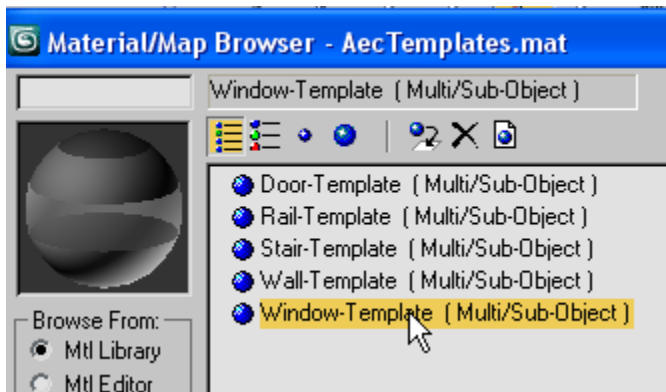 Material/Map Browser - AecTemplates.mat
Window-Template ( Multi/Sub-Object )
Door-Template ( Multi/Sub-Object )
Rail-Template ( Multi/Sub-Object )
Stair-Template ( Multi/Sub-Object )
Wall-Template ( Multi/Sub-Object )
Window-Template ( Multi/Sub-Object )
Browse From:
Mtl Library
Mtl Editor